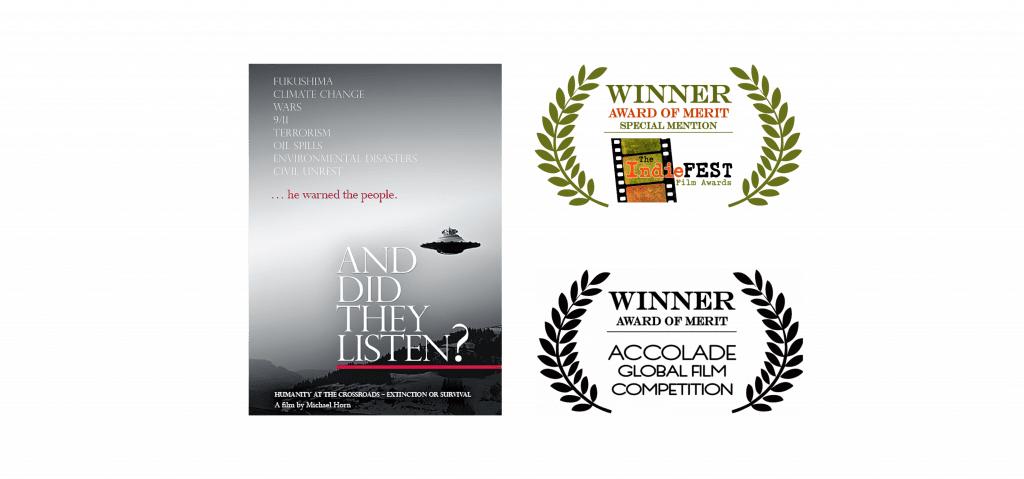 FUKUSHIMA
CLIMATE CHANGE
WARS
9/11
TERRORISM
OIL SPILLS
ENVIRONMENTAL DISASTERS
CIVIL UNREST
. . . he warned the people.
AND
DID
THEY
LISTEN?
HUMANITY AT THE CROSSROADS – EXTINCTION OR SURVIVAL
A film by Michael Horn
WINNER
AWARD OF MERIT
SPECIAL MENTION
The
IndieFEST
Film Awards
WINNER
AWARD OF MERIT
ACCOLADE
GLOBAL FILM
COMPETITION